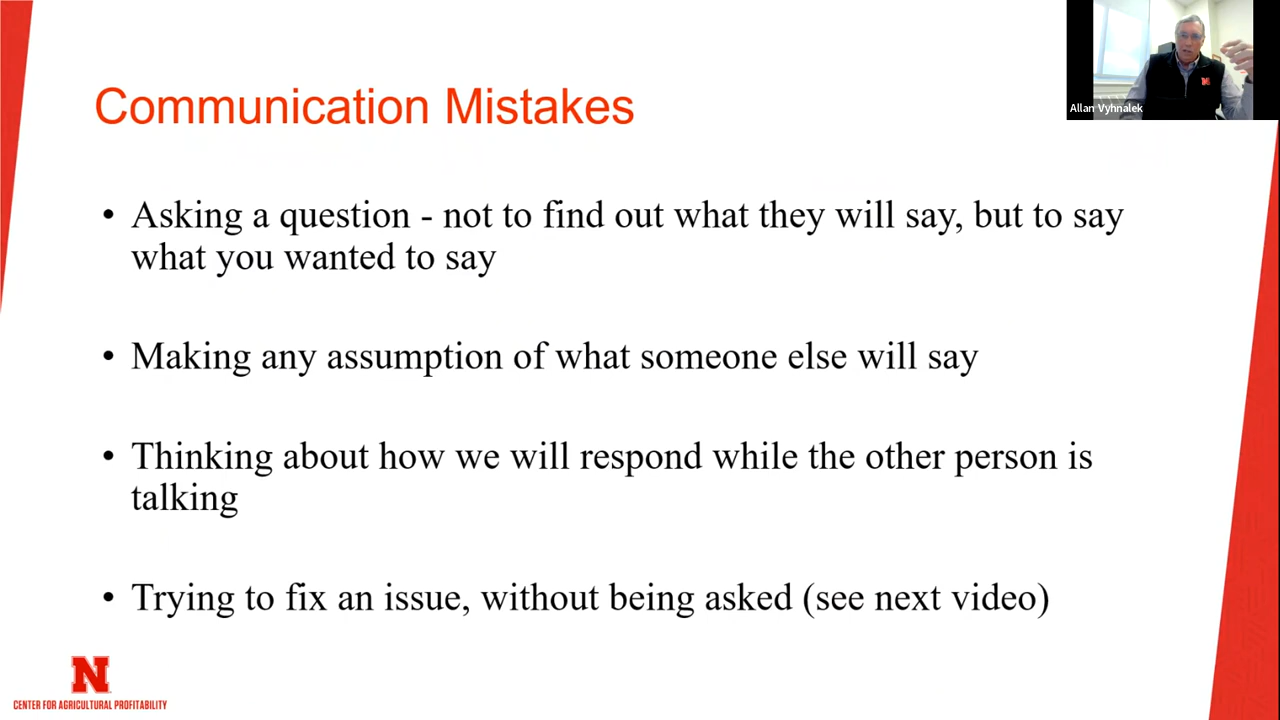 Communication Mistakes
Allan Vyhnalek
N
• Asking a question - not to find out what they will say, but to say
what you wanted to say
• Making any assumption of what someone else will say
• Thinking about how we will respond while the other person is
talking
• Trying to fix an issue, without being asked (see next video)
N
CENTER FOR AGRICULTURAL PROFITABILITY